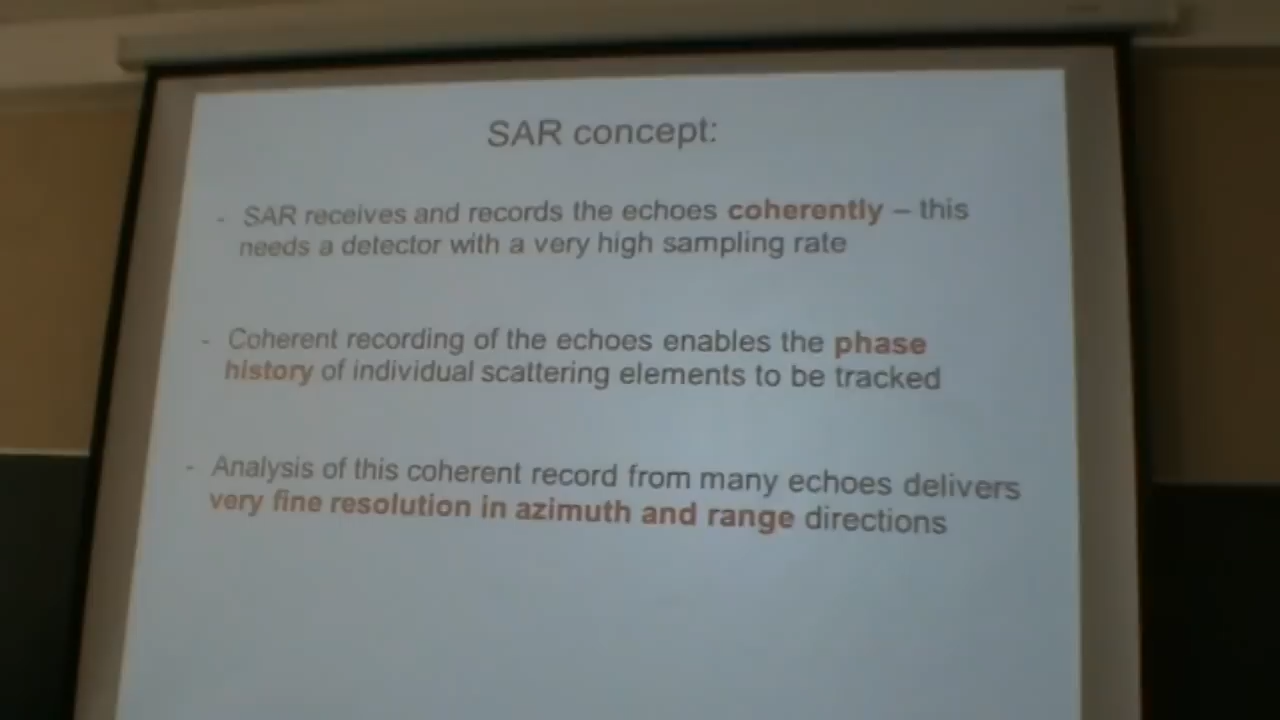 SAR concept:
- SAR receives and records the echoes coherently – this
needs a detector with a very high sampling rate
- Coherent recording of the echoes enables the phase
history of individual scattering elements to be tracked
- Analysis of this coherent record from many echoes delivers
very fine resolution in azimuth and range directions